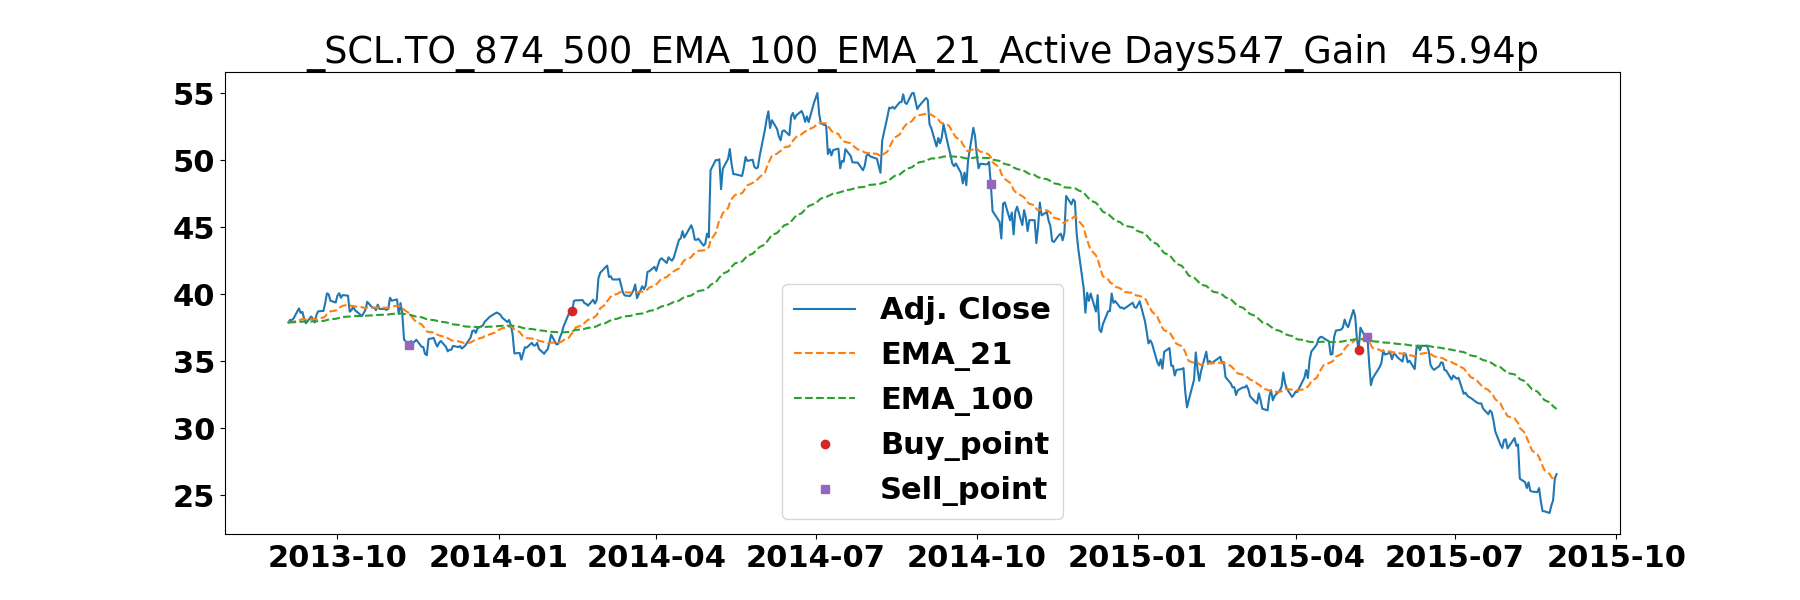 _SCL.TO_874_500_EMA_100_EMA_21_Active Days547_Gain  45.94p
55
50
45
40
35
30
25
Adj. Close
EMA_21
EMA_100
Buy_point
Sell_point
2013-10 2014-01 2014-04 2014-07 2014-10 2015-01 2015-04 2015-07 2015-10